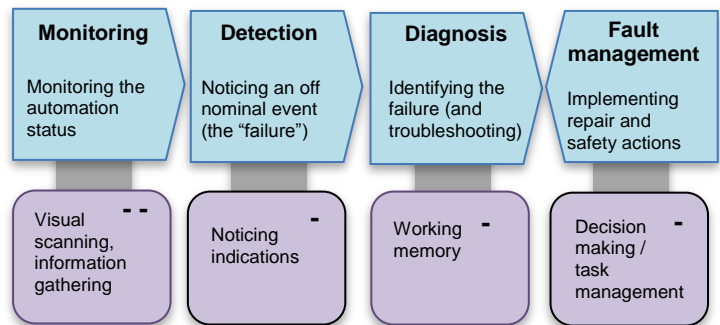 Monitoring
Monitoring the
automation
status
Detection
Noticing an off
nominal event
(the “failure”)
Diagnosis
Identifying the
failure (and
troubleshooting)
Fault
management
Implementing
repair and
safety actions
- -
Visual
scanning,
information
gathering
-
Noticing
indications
-
Working
memory
-
Decision
making /
task
management